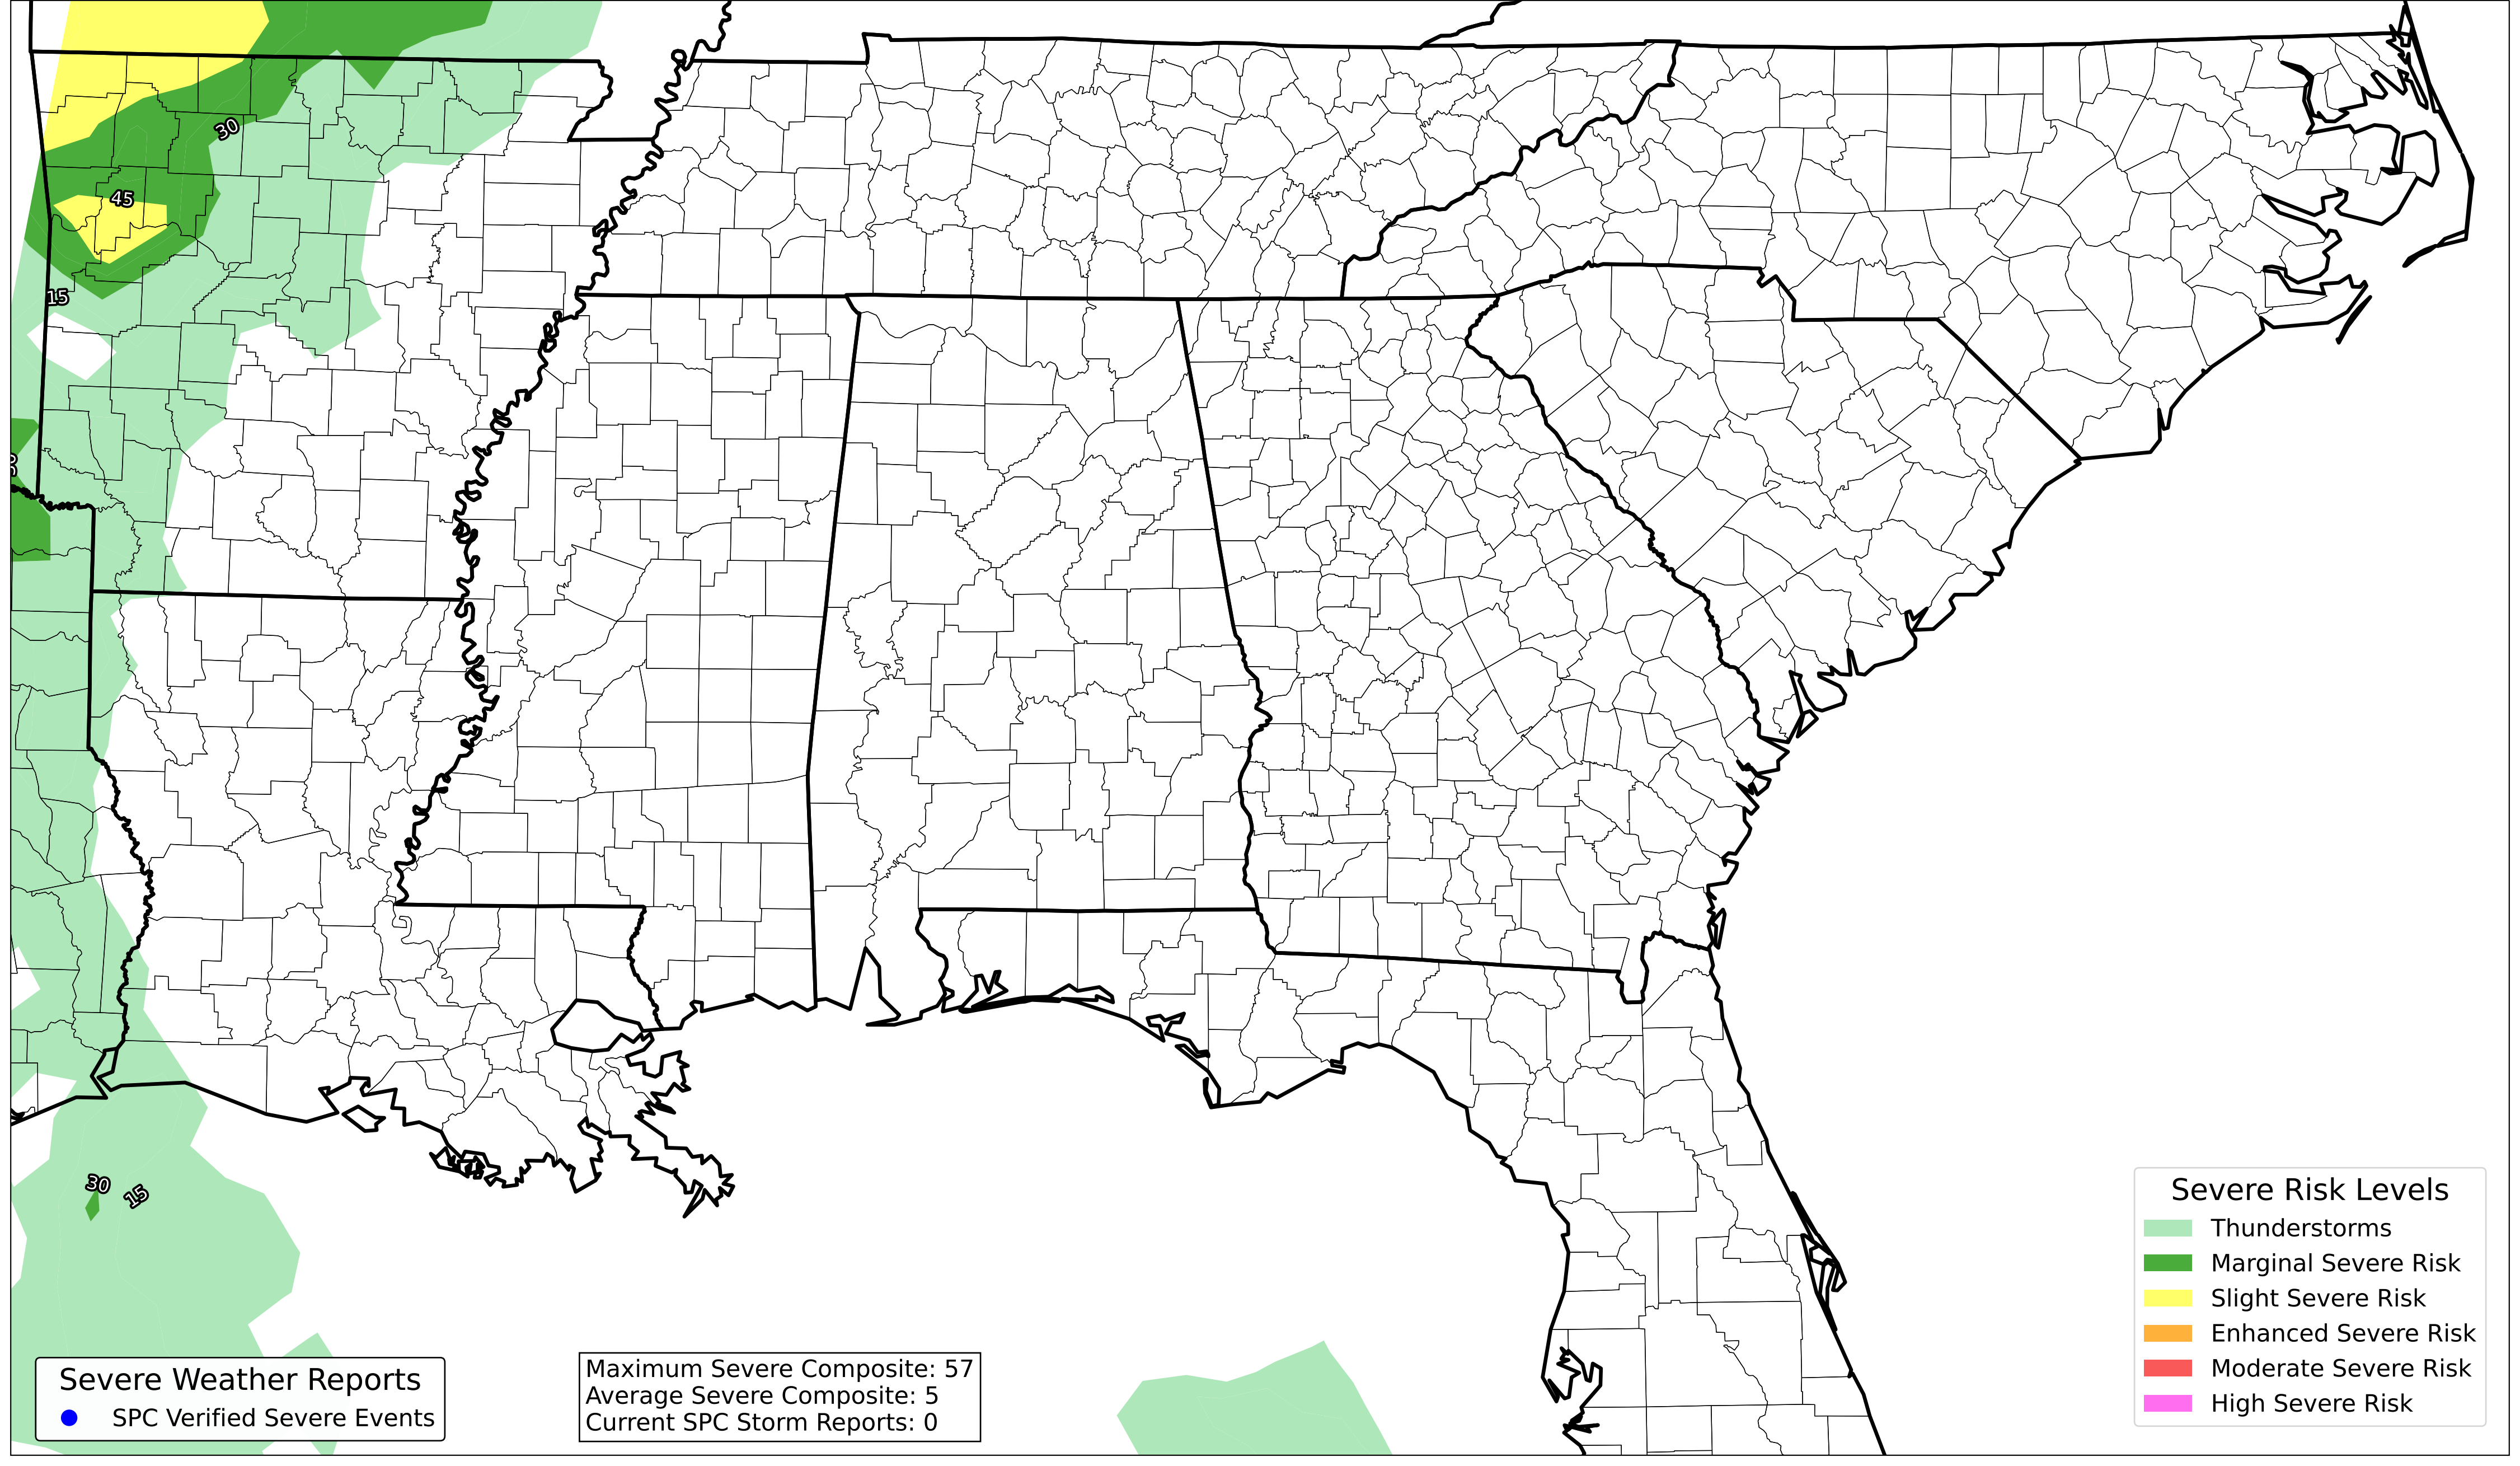 30
45
15
30
15
Severe Weather Reports
SPC Verified Severe Events
Maximum Severe Composite: 57
Average Severe Composite: 5
Current SPC Storm Reports: 0
Severe Risk Levels
Thunderstorms
Marginal Severe Risk
Slight Severe Risk
Enhanced Severe Risk
Moderate Severe Risk
High Severe Risk